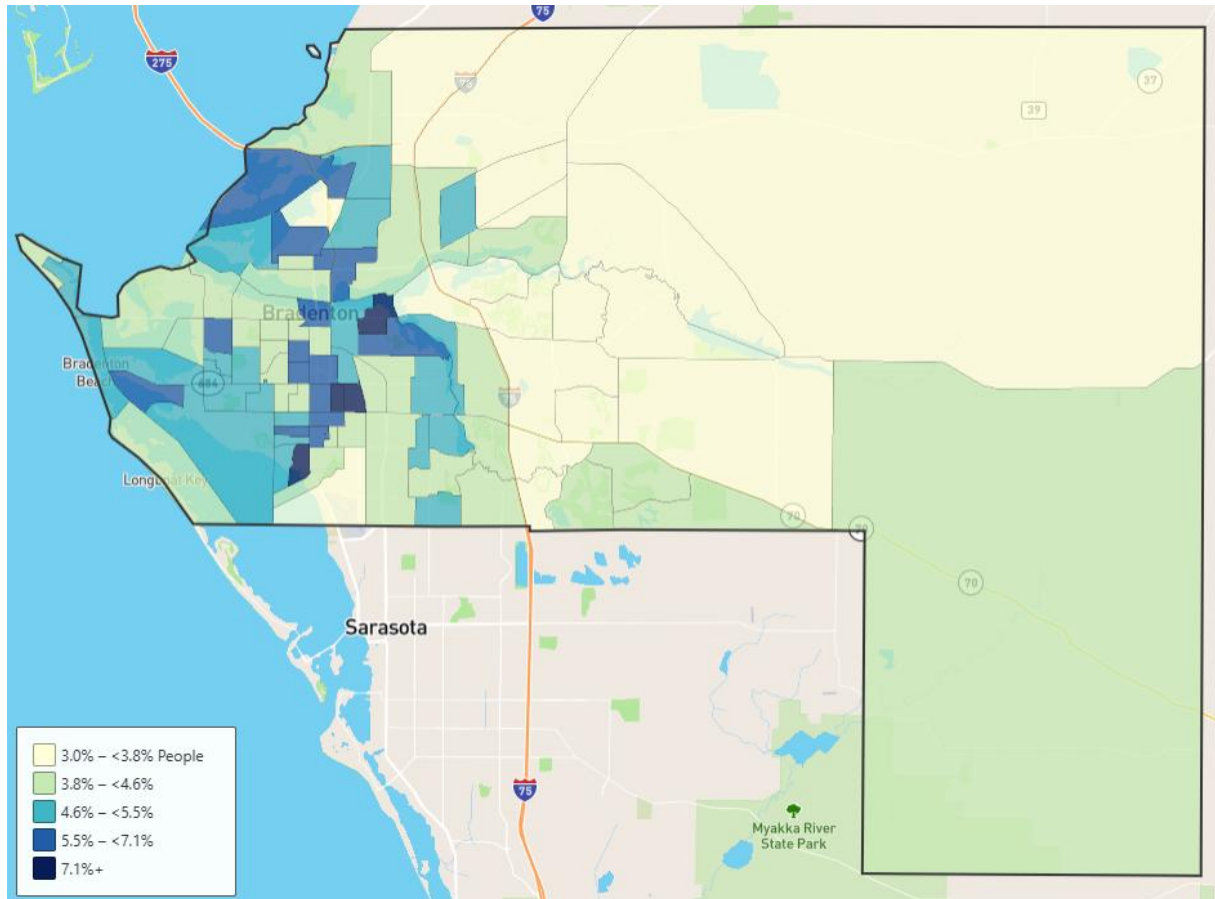 75
275
75
37
39
Bradenton
Bradenton
Beach
684
75
Longboat Key
70
70
70
Sarasota
75
Myakka River
State Park
3.0% – <3.8% People
3.8% – <4.6%
4.6% – <5.5%
5.5% – <7.1%
7.1%+